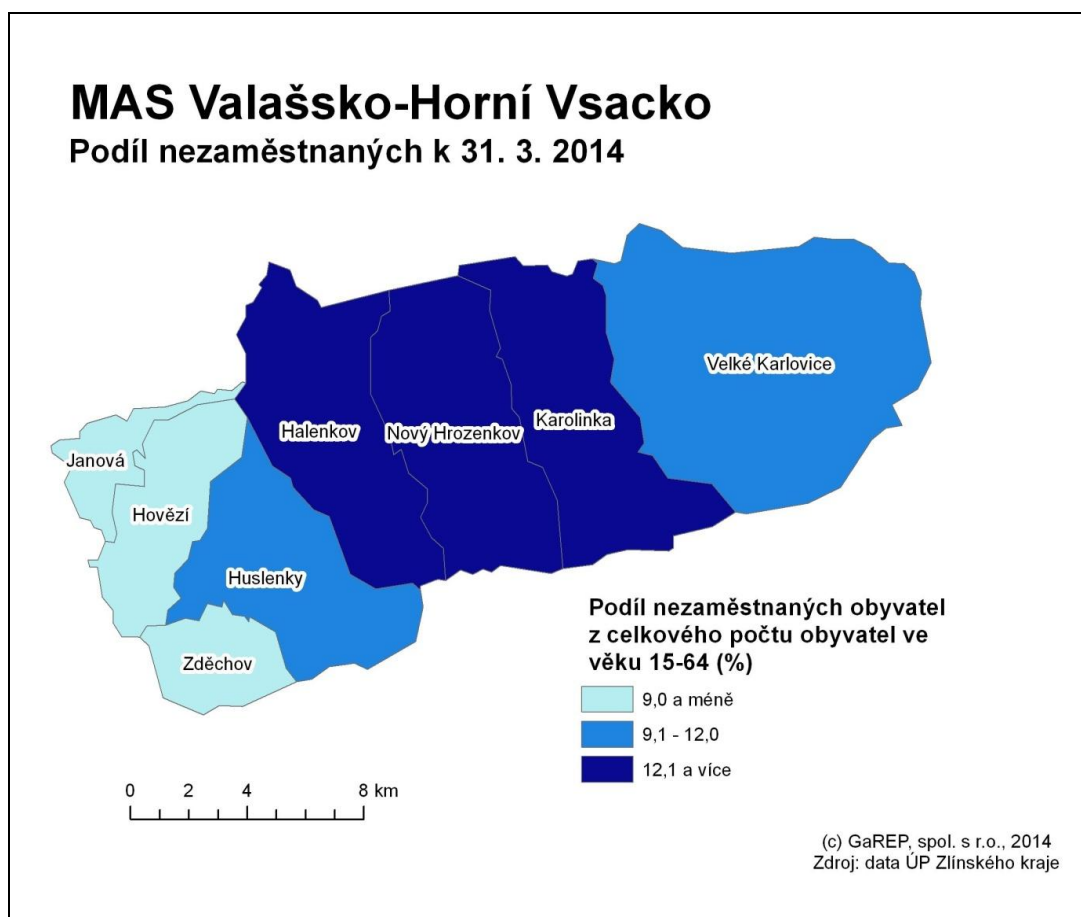 MAS Valašsko-Horní Vsacko
Podíl nezaměstnaných k 31. 3. 2014
Velké Karlovice
Karolinka
Nový Hrozenkov
Halenkov
Janová
Hovězí
Huslenky
Zděchov
Podíl nezaměstnaných obyvatel
z celkového počtu obyvatel ve
věku 15-64 (%)
9,0 a méně
9,1 - 12,0
12,1 a více
0 2 4 8 km
(c) GaREP, spol. s r.o., 2014
Zdroj: data ÚP Zlínského kraje